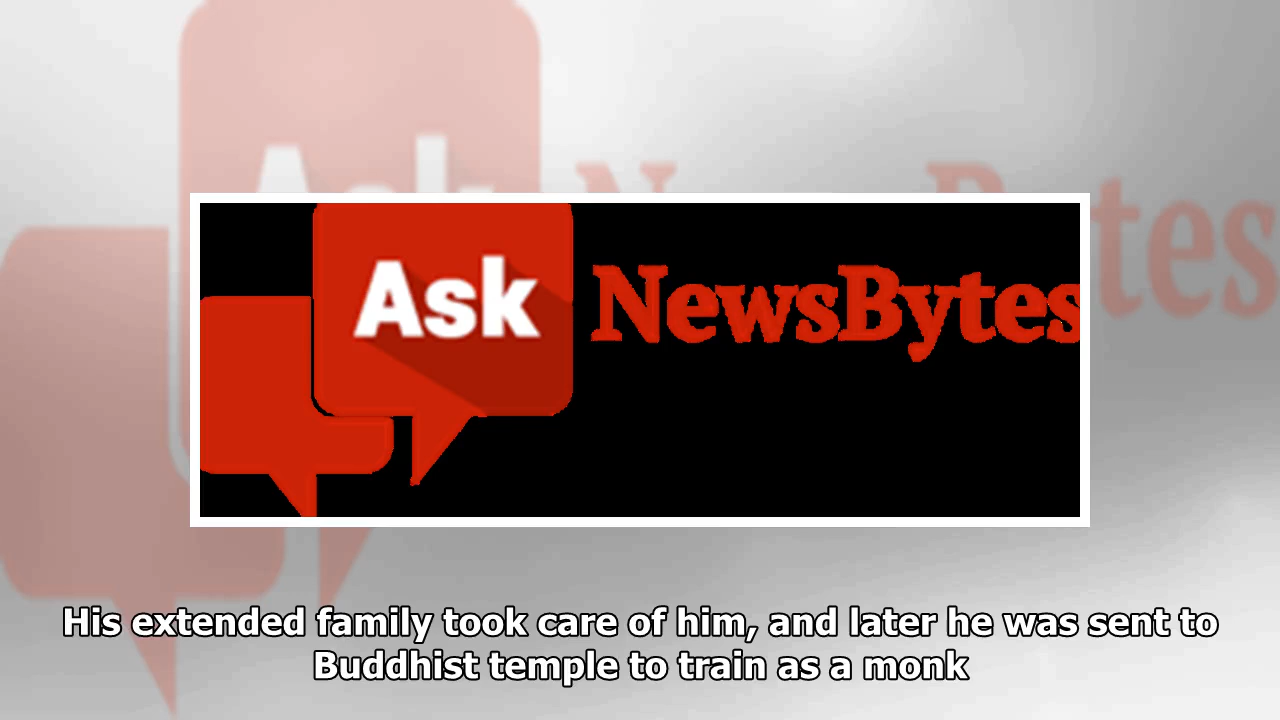 Ask NewsBytes
His extended family took care of him, and later he was sent to
Buddhist temple to train as a monk